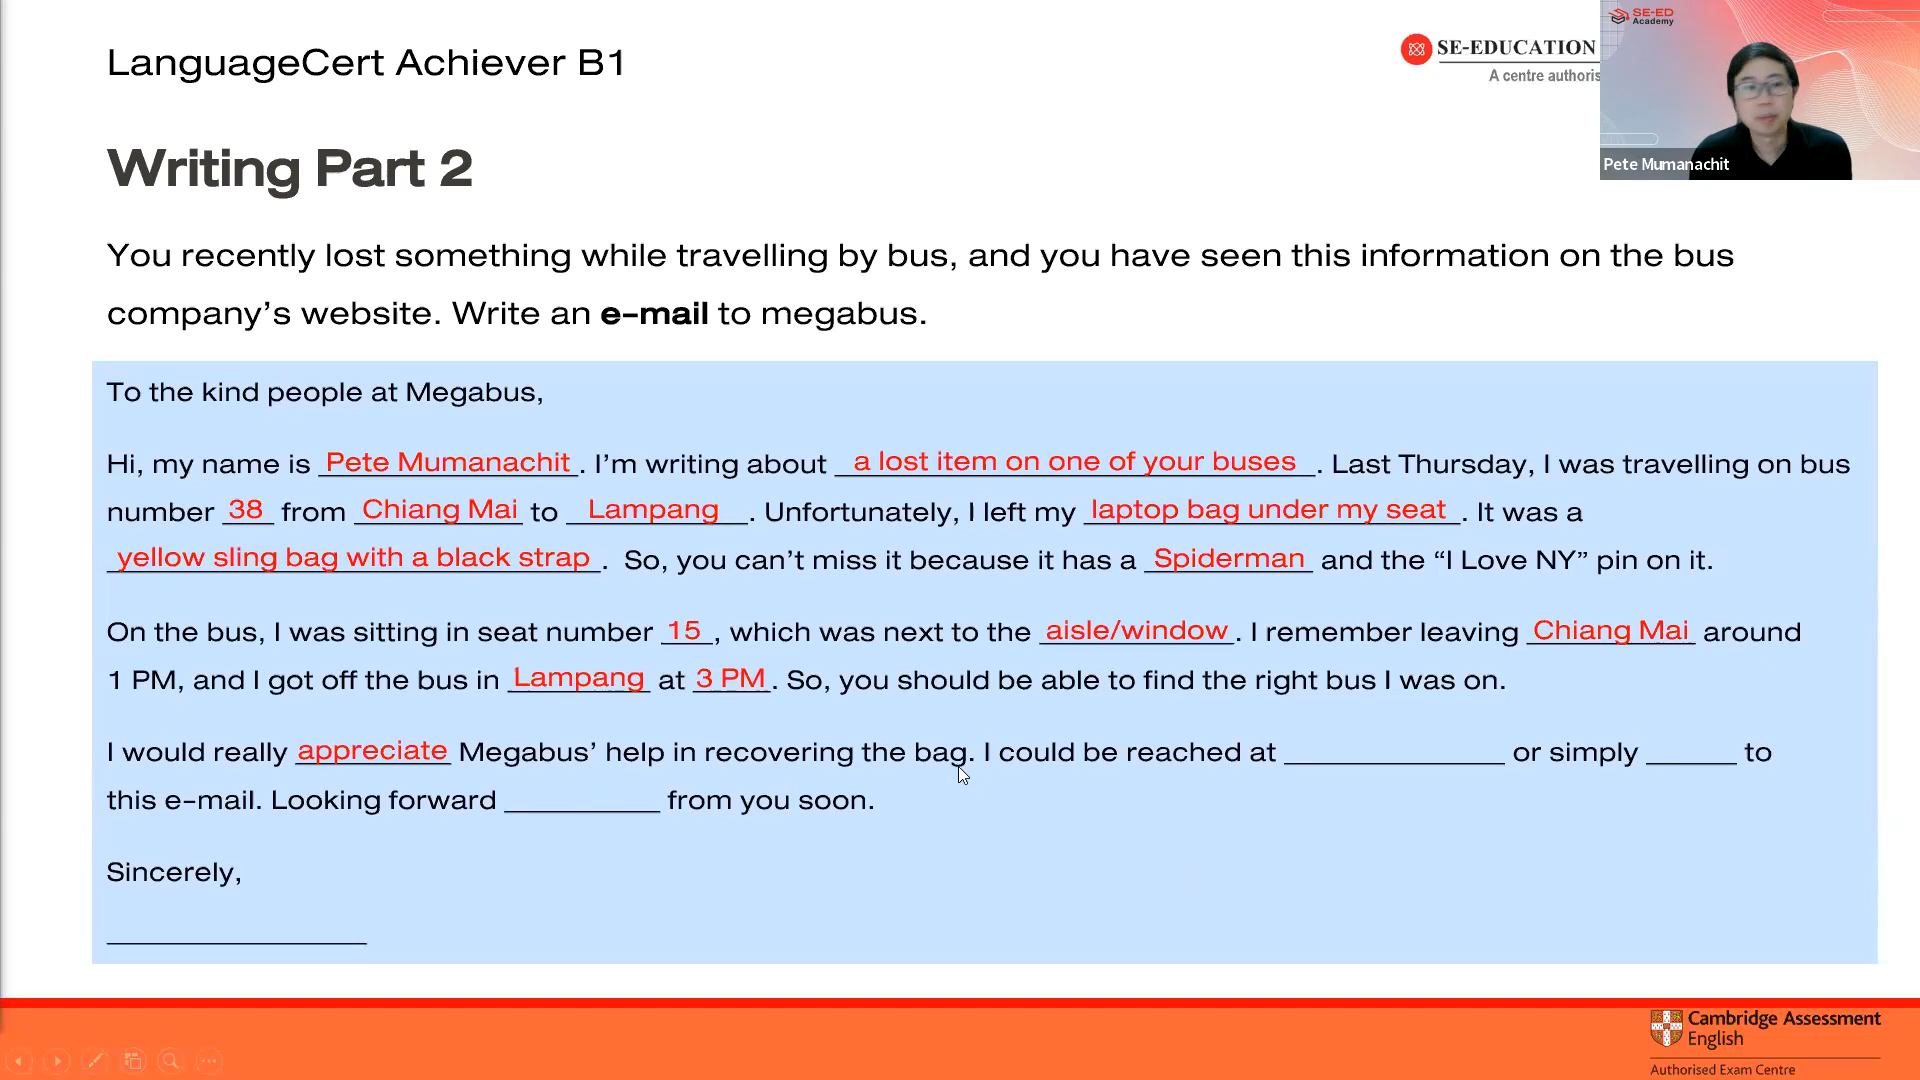 LanguageCert Achiever B1
SE-EDUCATION
A centre authoris
SE-ED
Academy
Pete Mumanachit
Writing Part 2
You recently lost something while travelling by bus, and you have seen this information on the bus
company’s website. Write an e-mail to megabus.
To the kind people at Megabus,
Hi, my name is Pete Mumanachit. I’m writing about a lost item on one of your buses. Last Thursday, I was travelling on bus
number 38 from Chiang Mai to Lampang. Unfortunately, I left my laptop bag under my seat. It was a
yellow sling bag with a black strap. So, you can’t miss it because it has a Spiderman and the “I Love NY” pin on it.
On the bus, I was sitting in seat number 15, which was next to the aisle/window. I remember leaving Chiang Mai around
1 PM, and I got off the bus in Lampang at 3 PM. So, you should be able to find the right bus I was on.
I would really appreciate Megabus’ help in recovering the bag. I could be reached at ______________ or simply ______ to
this e-mail. Looking forward __________ from you soon.
Sincerely,
Cambridge Assessment
English
Authorised Exam Centre